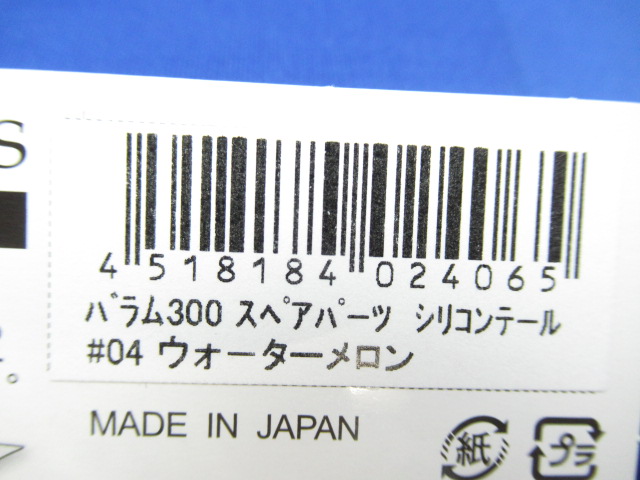 S
4 518184 024065
バラム300 スペアパーツ シリコンテール
#04 ウォーターメロン
。
MADE IN JAPAN
紙
プラ